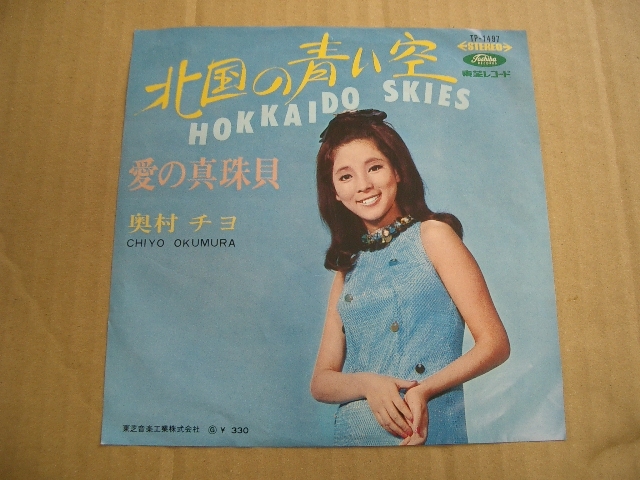 TP-1497
STEREO
Toshiba
RECORDS
東芝レコード
北国の青い空
HOKKAIDO SKIES
愛の真珠貝
奥村 チヨ
CHIYO OKUMURA
東芝音楽工業株式会社 Ⓖ ¥ 330